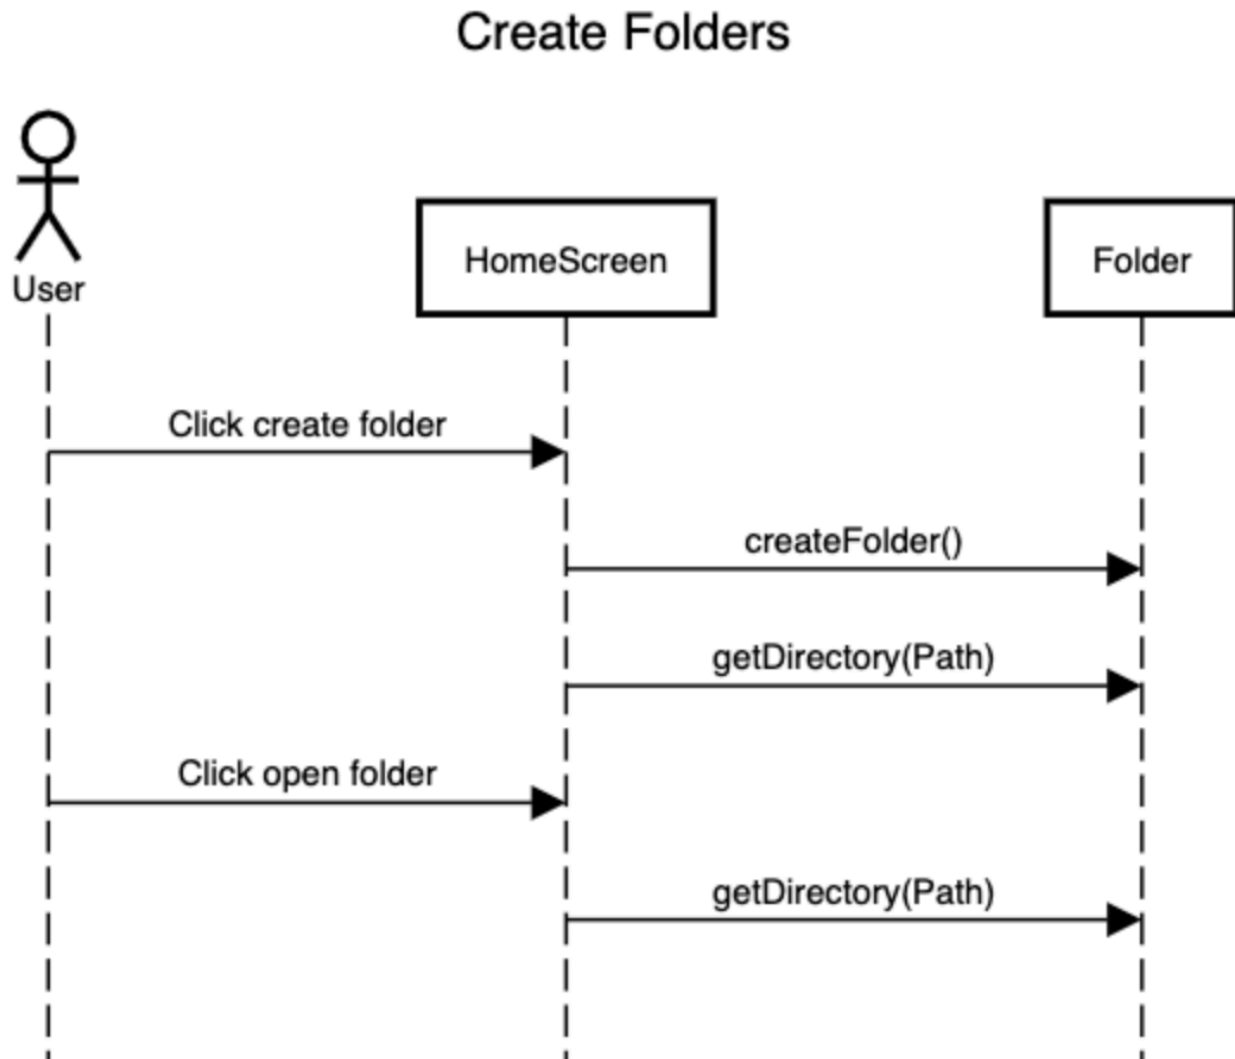 Create Folders
User
HomeScreen
Folder
Click create folder
createFolder()
getDirectory(Path)
Click open folder
getDirectory(Path)